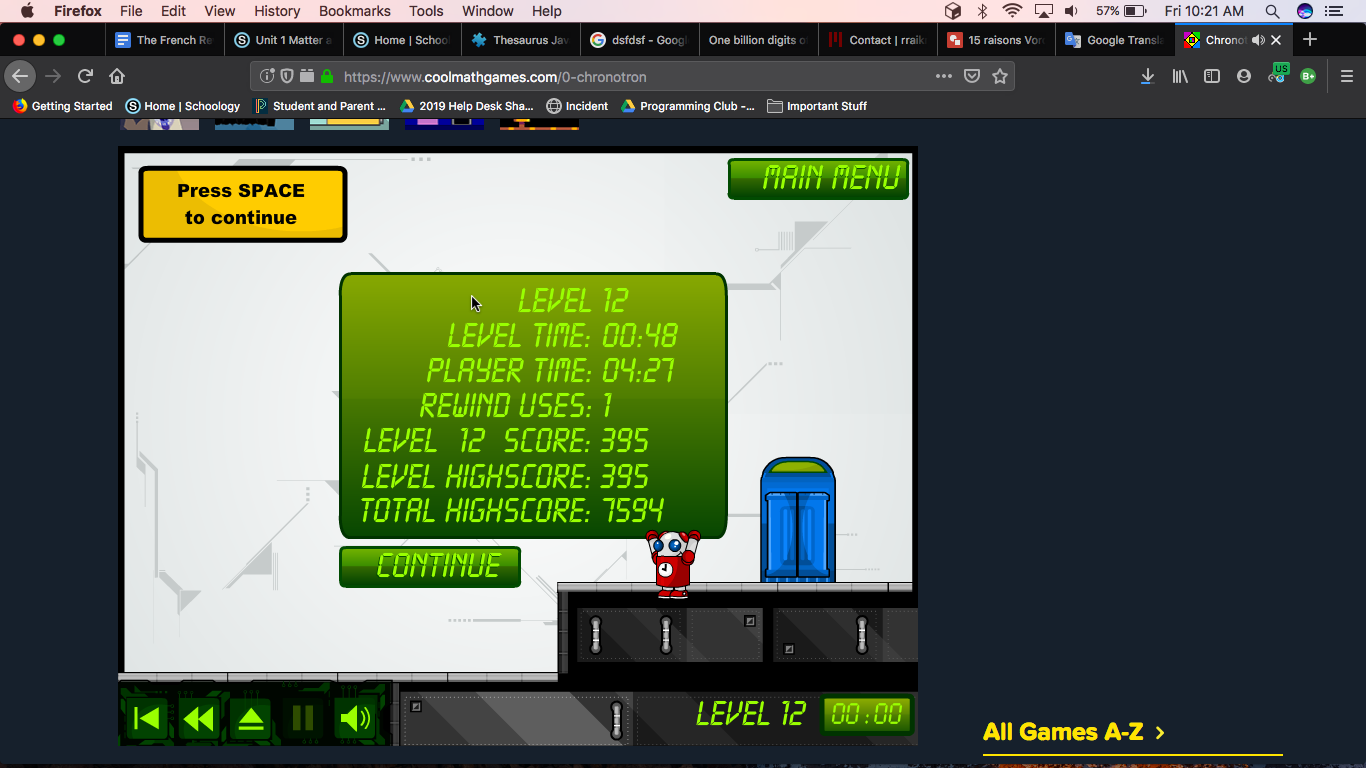 Firefox File Edit View History Bookmarks Tools Window Help 57% Fri 10:21 AM
The French Re
Unit 1 Matter a
Home | School
Thesaurus Jav
dsfdsf - Googl
One billion digits o
Contact | rraik
15 raisons Vor
Google Transla
Chronot
https://www.coolmathgames.com/0-chronotron
US
B+
Getting Started
Home | Schoology
Student and Parent ...
2019 Help Desk Sha...
Incident
Programming Club -...
Important Stuff
Press SPACE
to continue
MAIN MENU
LEVEL 12
LEVEL TIME: 00:48
PLAYER TIME: 04:27
REWIND USES: 1
LEVEL 12 SCORE: 395
LEVEL HIGHSCORE: 395
TOTAL HIGHSCORE: 7594
CONTINUE
LEVEL 12 00:00
All Games A-Z >